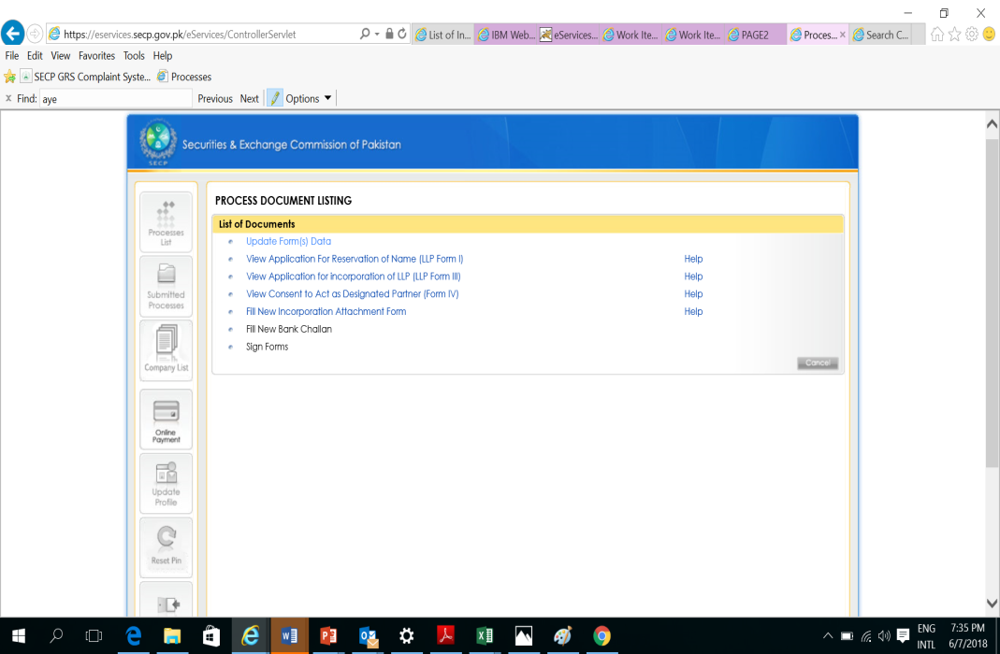 https://eservices.secp.gov.pk/eServices/ControllerServlet
List of In... IBM Web... eServices... Work Ite... Work Ite... PAGE2 Proces... × Search C...
File Edit View Favorites Tools Help
SECP GRS Complaint Syste... Processes
x Find: aye Previous Next Options ▼
Securities & Exchange Commission of Pakistan
SECP
PROCESS DOCUMENT LISTING
List of Documents
Update Form(s) Data
View Application For Reservation of Name (LLP Form I) Help
View Application for incorporation of LLP (LLP Form III) Help
View Consent to Act as Designated Partner (Form IV) Help
Fill New Incorporation Attachment Form Help
Fill New Bank Challan
Sign Forms
Cancel
Processes
List
Submitted
Processes
Company List
Online
Payment
Update
Profile
Reset Pin
ENG 7:35 PM
INTL 6/7/2018